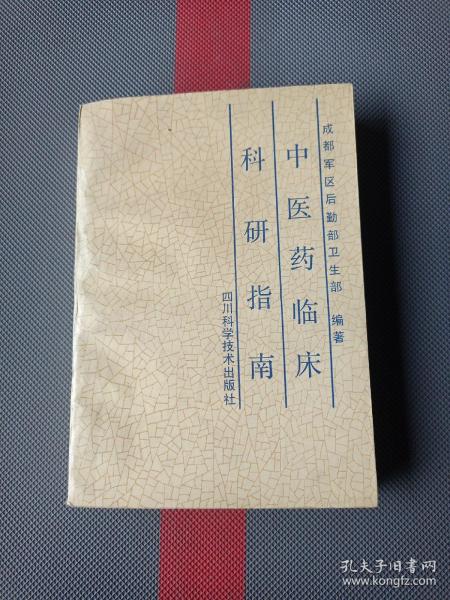 成都军区后勤部卫生部 编著
中医药临床
科研指南
四川科学技术出版社
孔夫子旧书网
www.kongfz.com